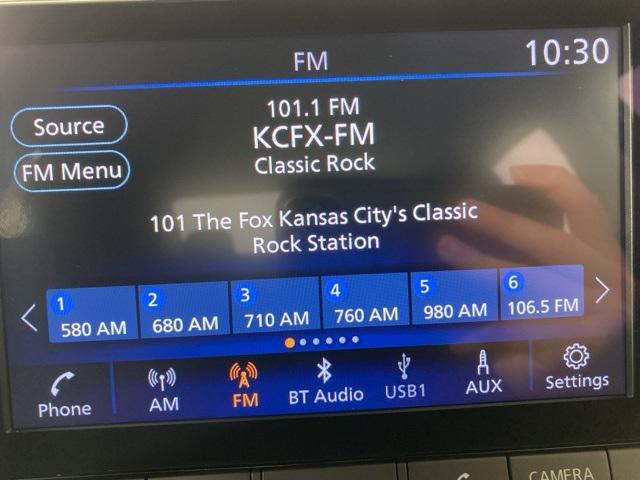 FM
10:30
101.1 FM
Source
KCFX-FM
Classic Rock
FM Menu
101 The Fox Kansas City's Classic
Rock Station
1 2 3 4 5 6
580 AM 680 AM 710 AM 760 AM 980 AM 106.5 FM
Phone AM FM BT Audio USB1 AUX Settings
CAMERA